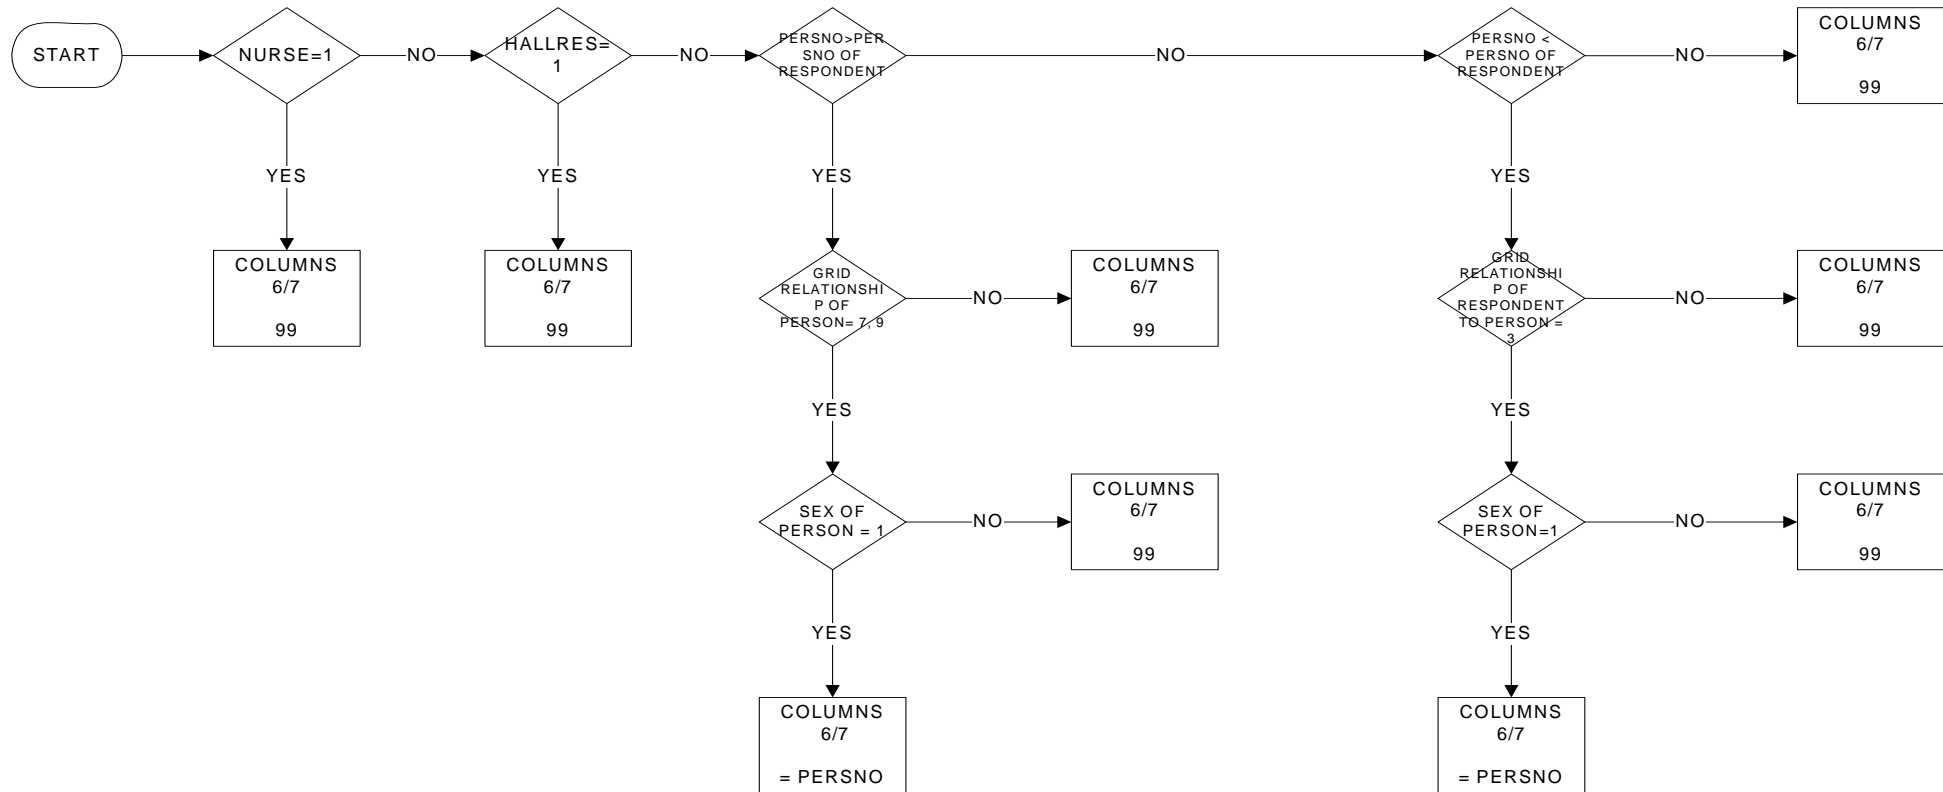 START
NURSE=1
NO
HALLRES=
1
NO
PERSNO>PER
SNO OF
RESPONDENT
NO
PERSNO <
PERSNO OF
RESPONDENT
NO
COLUMNS
6/7
99
YES
YES
YES
YES
COLUMNS
6/7
99
COLUMNS
6/7
99
GRID
RELATIONSHI
P OF
PERSON= 7, 9
NO
COLUMNS
6/7
99
GRID
RELATIONSHI
P OF
RESPONDENT
TO PERSON =
3
NO
COLUMNS
6/7
99
YES
YES
SEX OF
PERSON = 1
NO
COLUMNS
6/7
99
SEX OF
PERSON=1
NO
COLUMNS
6/7
99
YES
YES
COLUMNS
6/7
= PERSNO
COLUMNS
6/7
= PERSNO